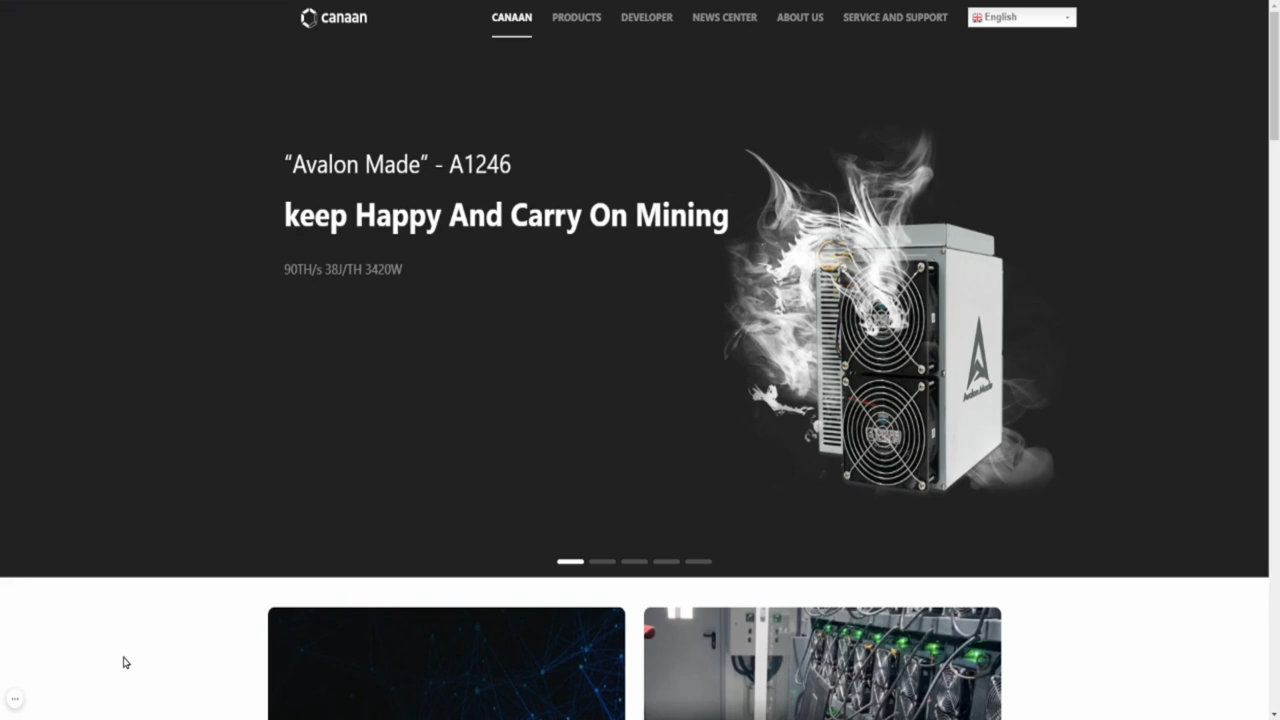 canaan
CANAAN PRODUCTS DEVELOPER NEWS CENTER ABOUT US SERVICE AND SUPPORT English
“Avalon Made” - A1246
keep Happy And Carry On Mining
90TH/s 38J/TH 3420W
Avalon Made